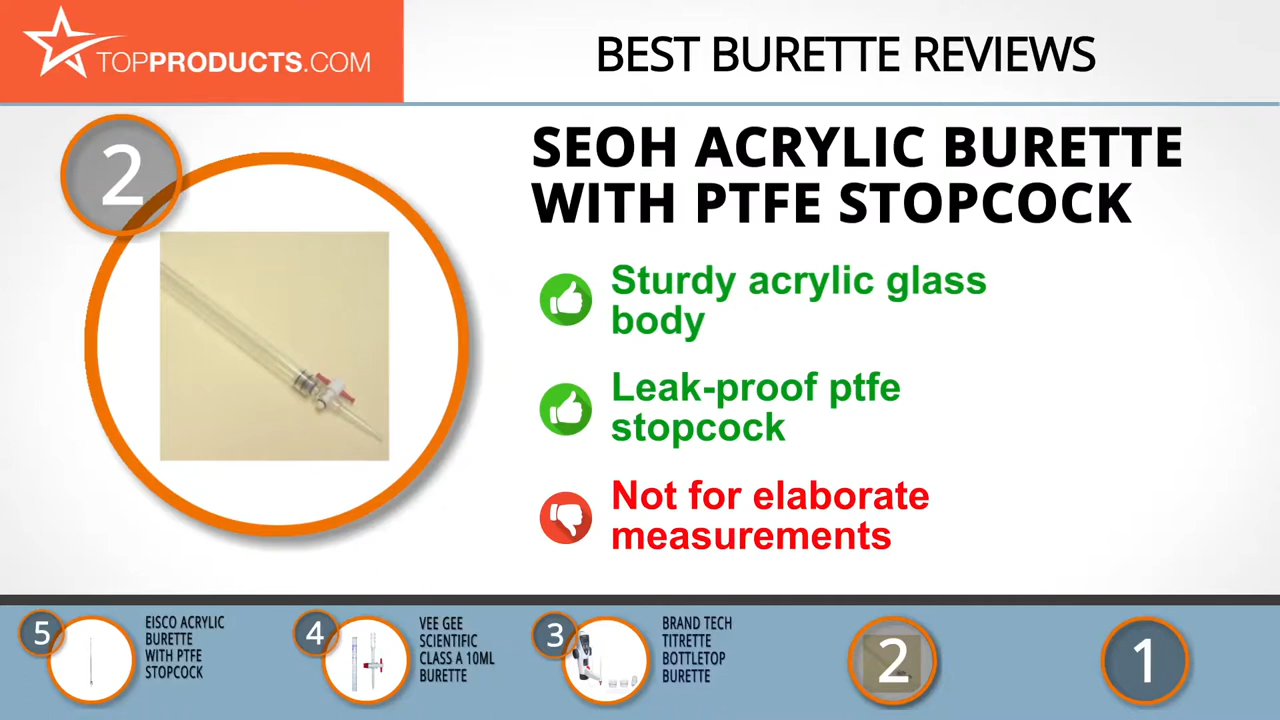 TOPPRODUCTS.COM
BEST BURETTE REVIEWS
2
SEOH ACRYLIC BURETTE
WITH PTFE STOPCOCK
Sturdy acrylic glass
body
Leak-proof ptfe
stopcock
Not for elaborate
measurements
5
EISCO ACRYLIC
BURETTE
WITH PTFE
STOPCOCK
4
VEE GEE
SCIENTIFIC
CLASS A 10ML
BURETTE
3
BRAND TECH
TITRETTE
BOTTLETOP
BURETTE
2
1